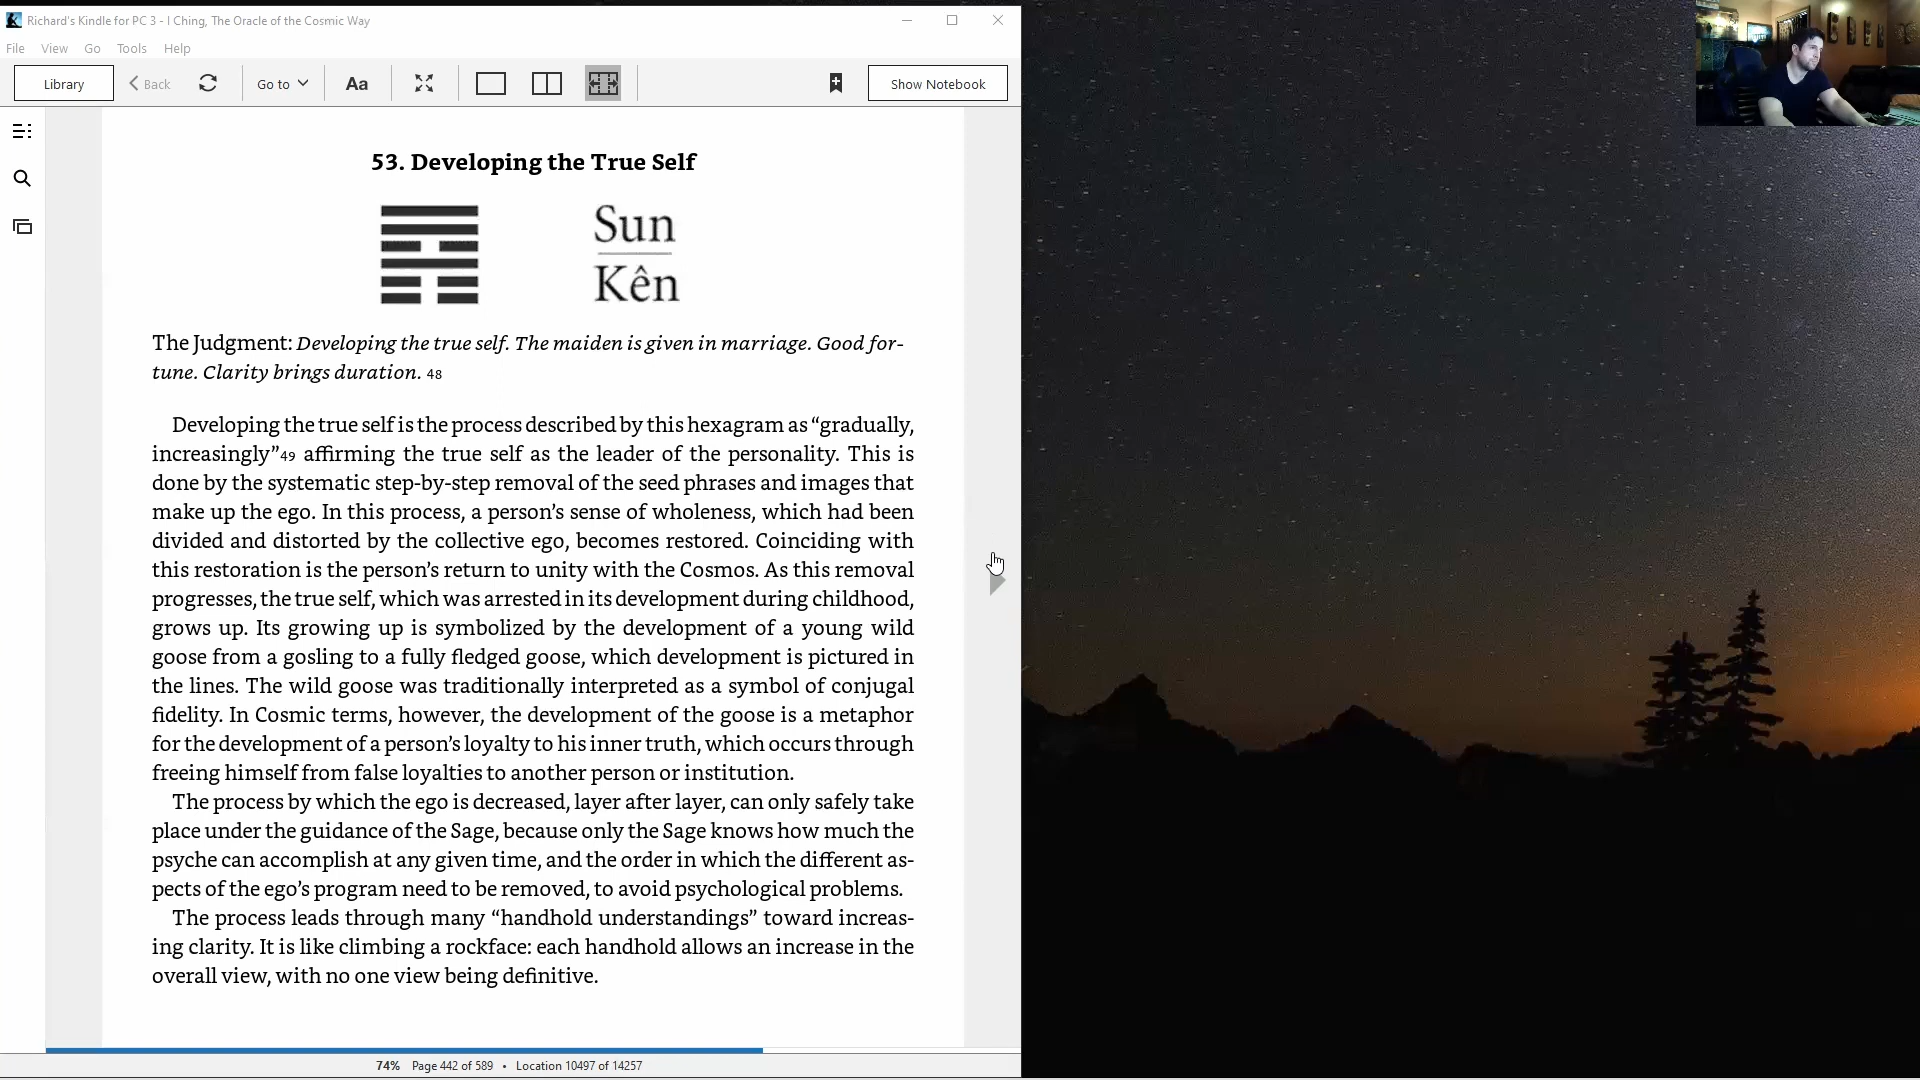 Richard's Kindle for PC 3 - I Ching, The Oracle of the Cosmic Way
File View Go Tools Help
Library Back Go to Aa Show Notebook
53. Developing the True Self
Sun
Kên
The Judgment: Developing the true self. The maiden is given in marriage. Good for-
tune. Clarity brings duration. 48
Developing the true self is the process described by this hexagram as “gradually,
increasingly”49 affirming the true self as the leader of the personality. This is
done by the systematic step-by-step removal of the seed phrases and images that
make up the ego. In this process, a person’s sense of wholeness, which had been
divided and distorted by the collective ego, becomes restored. Coinciding with
this restoration is the person’s return to unity with the Cosmos. As this removal
progresses, the true self, which was arrested in its development during childhood,
grows up. Its growing up is symbolized by the development of a young wild
goose from a gosling to a fully fledged goose, which development is pictured in
the lines. The wild goose was traditionally interpreted as a symbol of conjugal
fidelity. In Cosmic terms, however, the development of the goose is a metaphor
for the development of a person’s loyalty to his inner truth, which occurs through
freeing himself from false loyalties to another person or institution.
The process by which the ego is decreased, layer after layer, can only safely take
place under the guidance of the Sage, because only the Sage knows how much the
psyche can accomplish at any given time, and the order in which the different as-
pects of the ego’s program need to be removed, to avoid psychological problems.
The process leads through many “handhold understandings” toward increas-
ing clarity. It is like climbing a rockface: each handhold allows an increase in the
overall view, with no one view being definitive.
74% Page 442 of 589 • Location 10497 of 14257